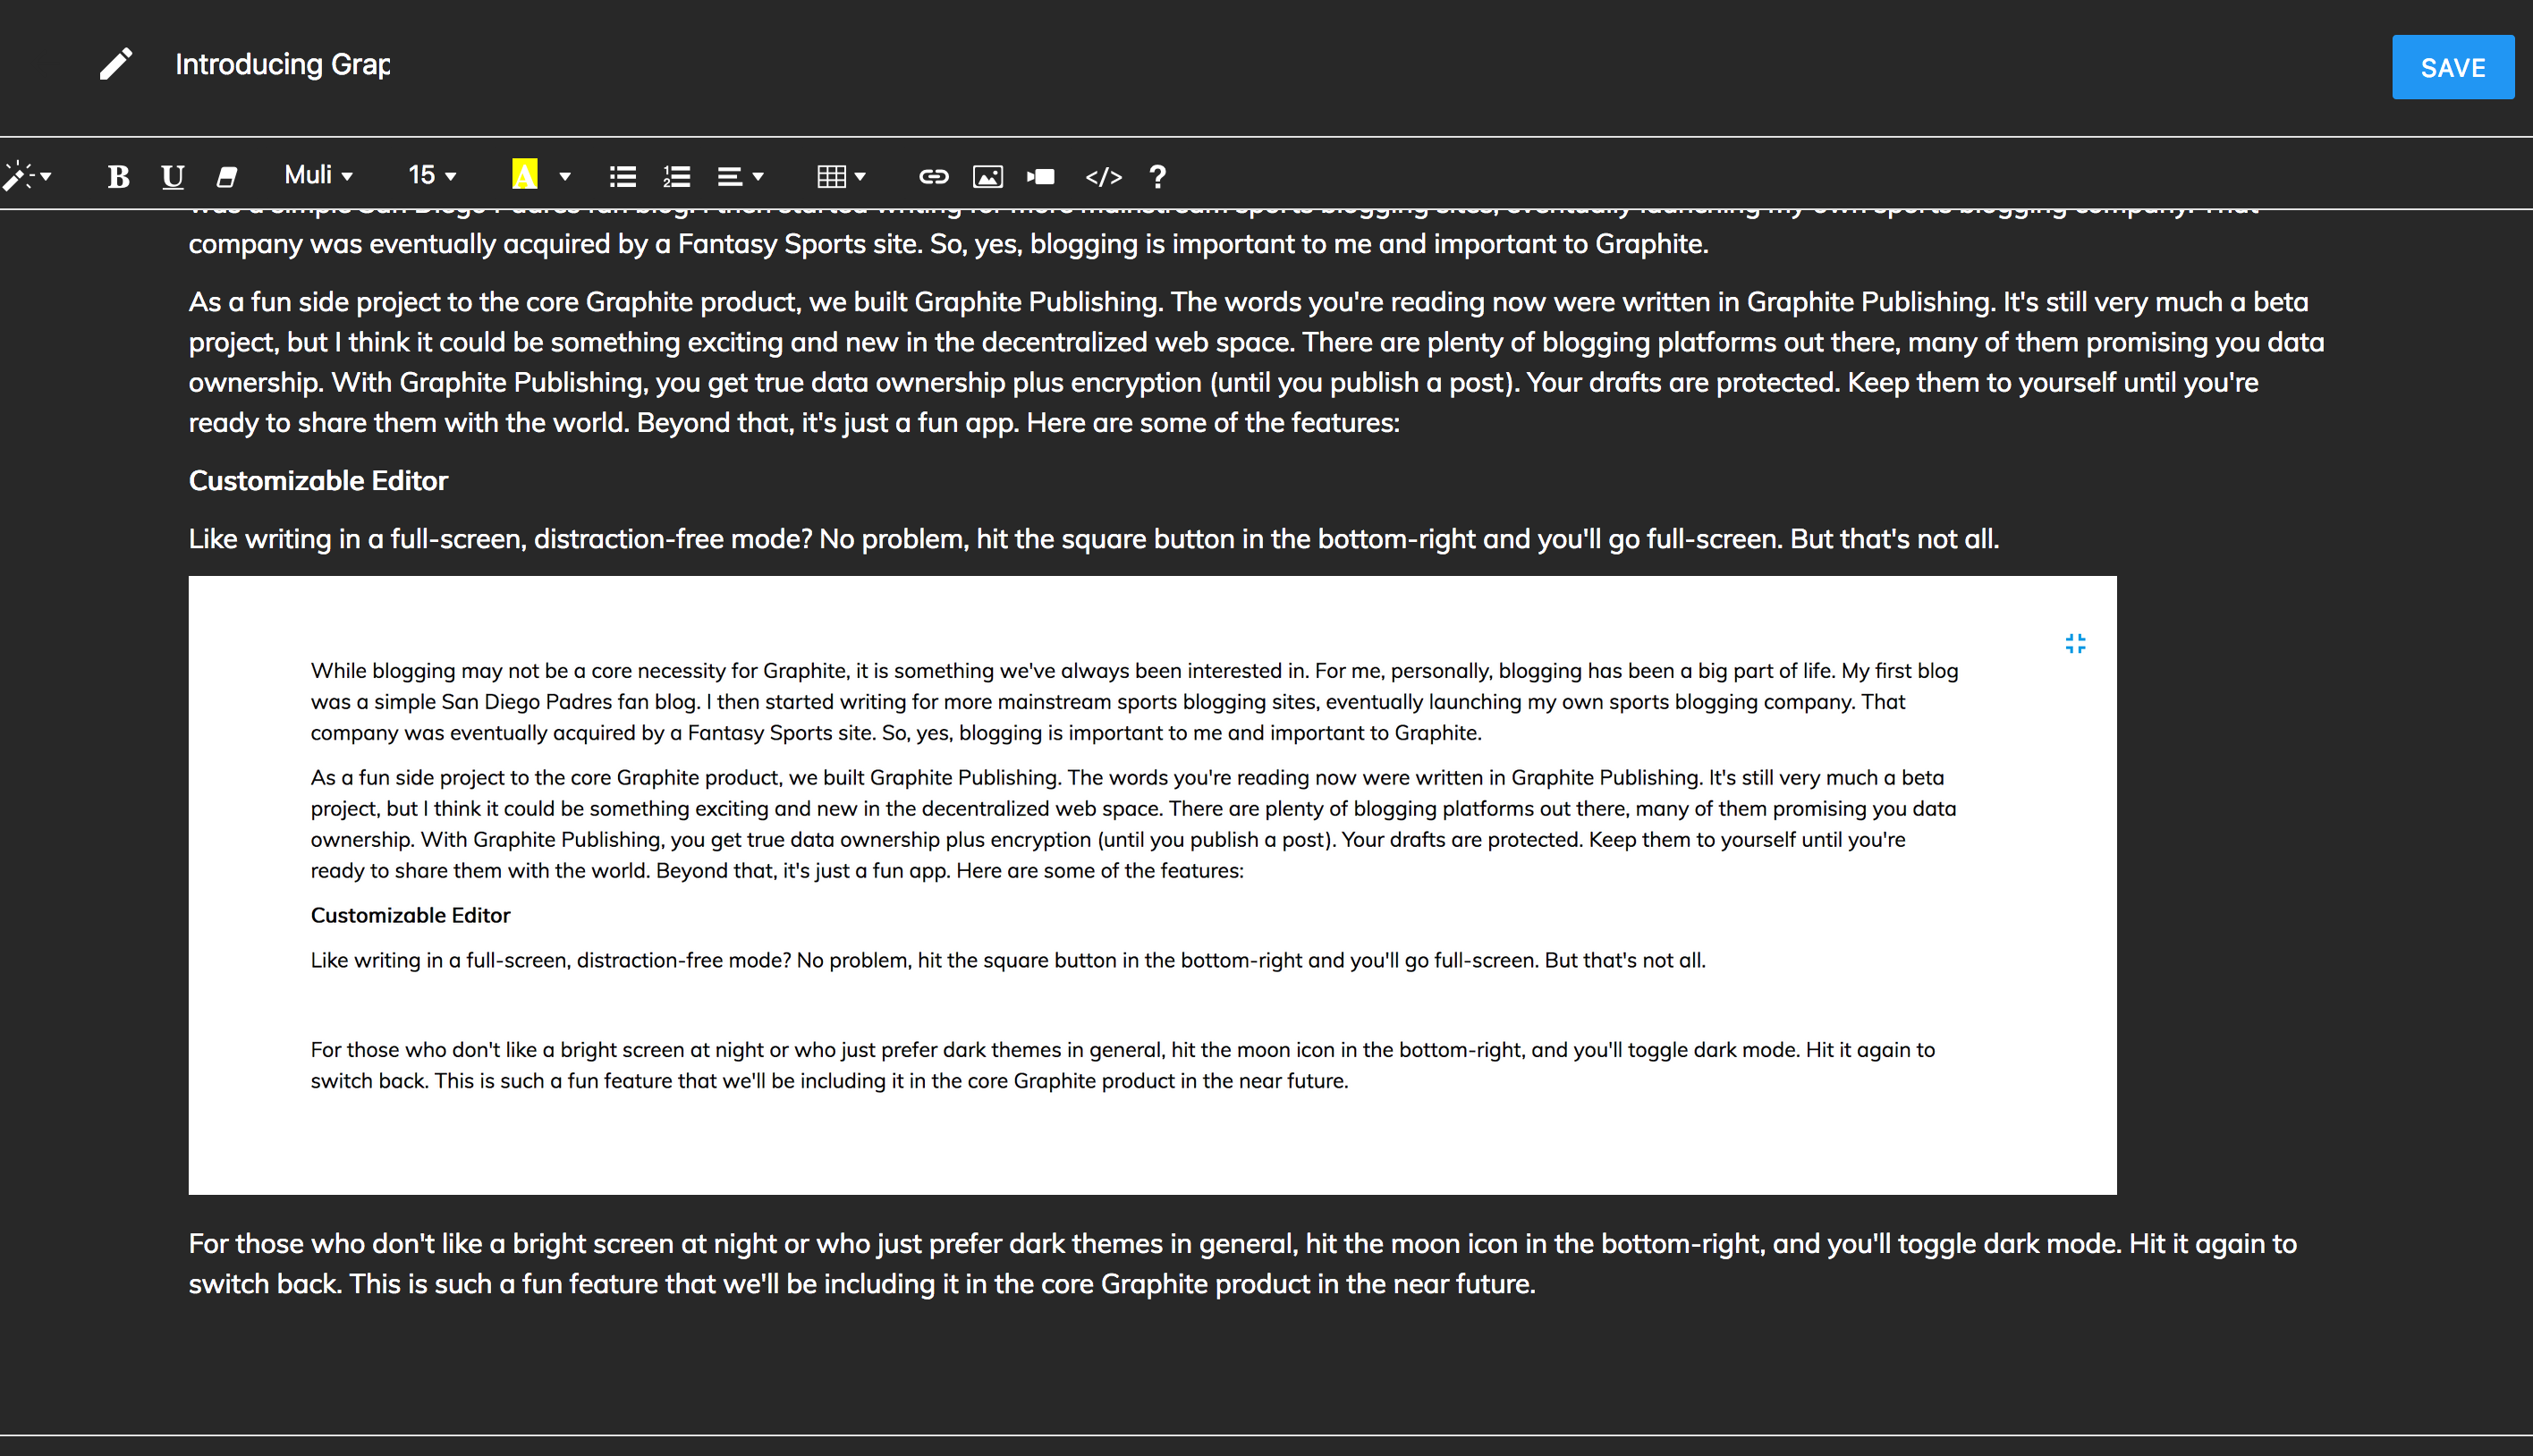 Introducing Grap
SAVE
B U Muli 15 A </> ?
was a simple San Diego Padres fan blog. I then started writing for more mainstream sports blogging sites, eventually launching my own sports blogging company. That
company was eventually acquired by a Fantasy Sports site. So, yes, blogging is important to me and important to Graphite.
As a fun side project to the core Graphite product, we built Graphite Publishing. The words you're reading now were written in Graphite Publishing. It's still very much a beta
project, but I think it could be something exciting and new in the decentralized web space. There are plenty of blogging platforms out there, many of them promising you data
ownership. With Graphite Publishing, you get true data ownership plus encryption (until you publish a post). Your drafts are protected. Keep them to yourself until you're
ready to share them with the world. Beyond that, it's just a fun app. Here are some of the features:
Customizable Editor
Like writing in a full-screen, distraction-free mode? No problem, hit the square button in the bottom-right and you'll go full-screen. But that's not all.
While blogging may not be a core necessity for Graphite, it is something we've always been interested in. For me, personally, blogging has been a big part of life. My first blog
was a simple San Diego Padres fan blog. I then started writing for more mainstream sports blogging sites, eventually launching my own sports blogging company. That
company was eventually acquired by a Fantasy Sports site. So, yes, blogging is important to me and important to Graphite.
As a fun side project to the core Graphite product, we built Graphite Publishing. The words you're reading now were written in Graphite Publishing. It's still very much a beta
project, but I think it could be something exciting and new in the decentralized web space. There are plenty of blogging platforms out there, many of them promising you data
ownership. With Graphite Publishing, you get true data ownership plus encryption (until you publish a post). Your drafts are protected. Keep them to yourself until you're
ready to share them with the world. Beyond that, it's just a fun app. Here are some of the features:
Customizable Editor
Like writing in a full-screen, distraction-free mode? No problem, hit the square button in the bottom-right and you'll go full-screen. But that's not all.
For those who don't like a bright screen at night or who just prefer dark themes in general, hit the moon icon in the bottom-right, and you'll toggle dark mode. Hit it again to
switch back. This is such a fun feature that we'll be including it in the core Graphite product in the near future.
For those who don't like a bright screen at night or who just prefer dark themes in general, hit the moon icon in the bottom-right, and you'll toggle dark mode. Hit it again to
switch back. This is such a fun feature that we'll be including it in the core Graphite product in the near future.